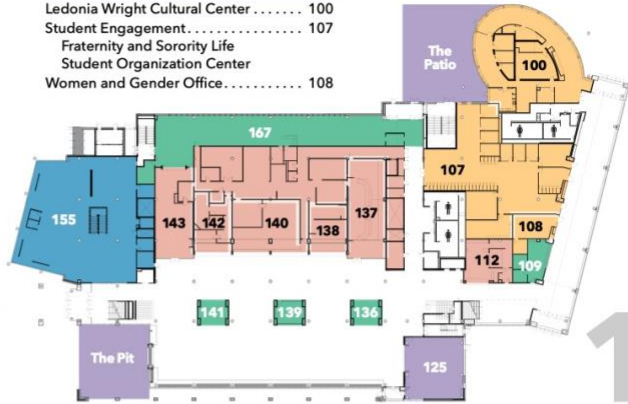 Ledonia Wright Cultural Center ....... 100
Student Engagement ................. 107
Fraternity and Sorority Life
Student Organization Center
Women and Gender Office ........... 108
The
Patio
100
167
107
155
143
142
140
138
137
108
112
109
141
139
136
The Pit
125
1